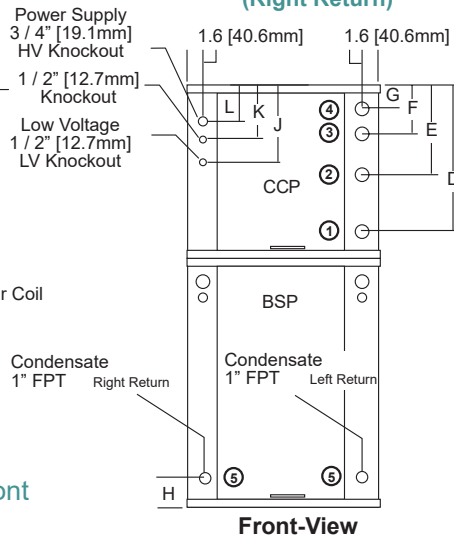 (Right Return)
Power Supply
3 / 4" [19.1mm]
HV Knockout
1.6 [40.6mm]
1.6 [40.6mm]
1 / 2" [12.7mm]
Knockout
Low Voltage
1 / 2" [12.7mm]
LV Knockout
L
K
J
G
F
E
D
4
3
2
1
CCP
r Coil
BSP
Condensate
1" FPT
Right Return
Condensate
1" FPT
Left Return
5
5
H
ont
Front-View